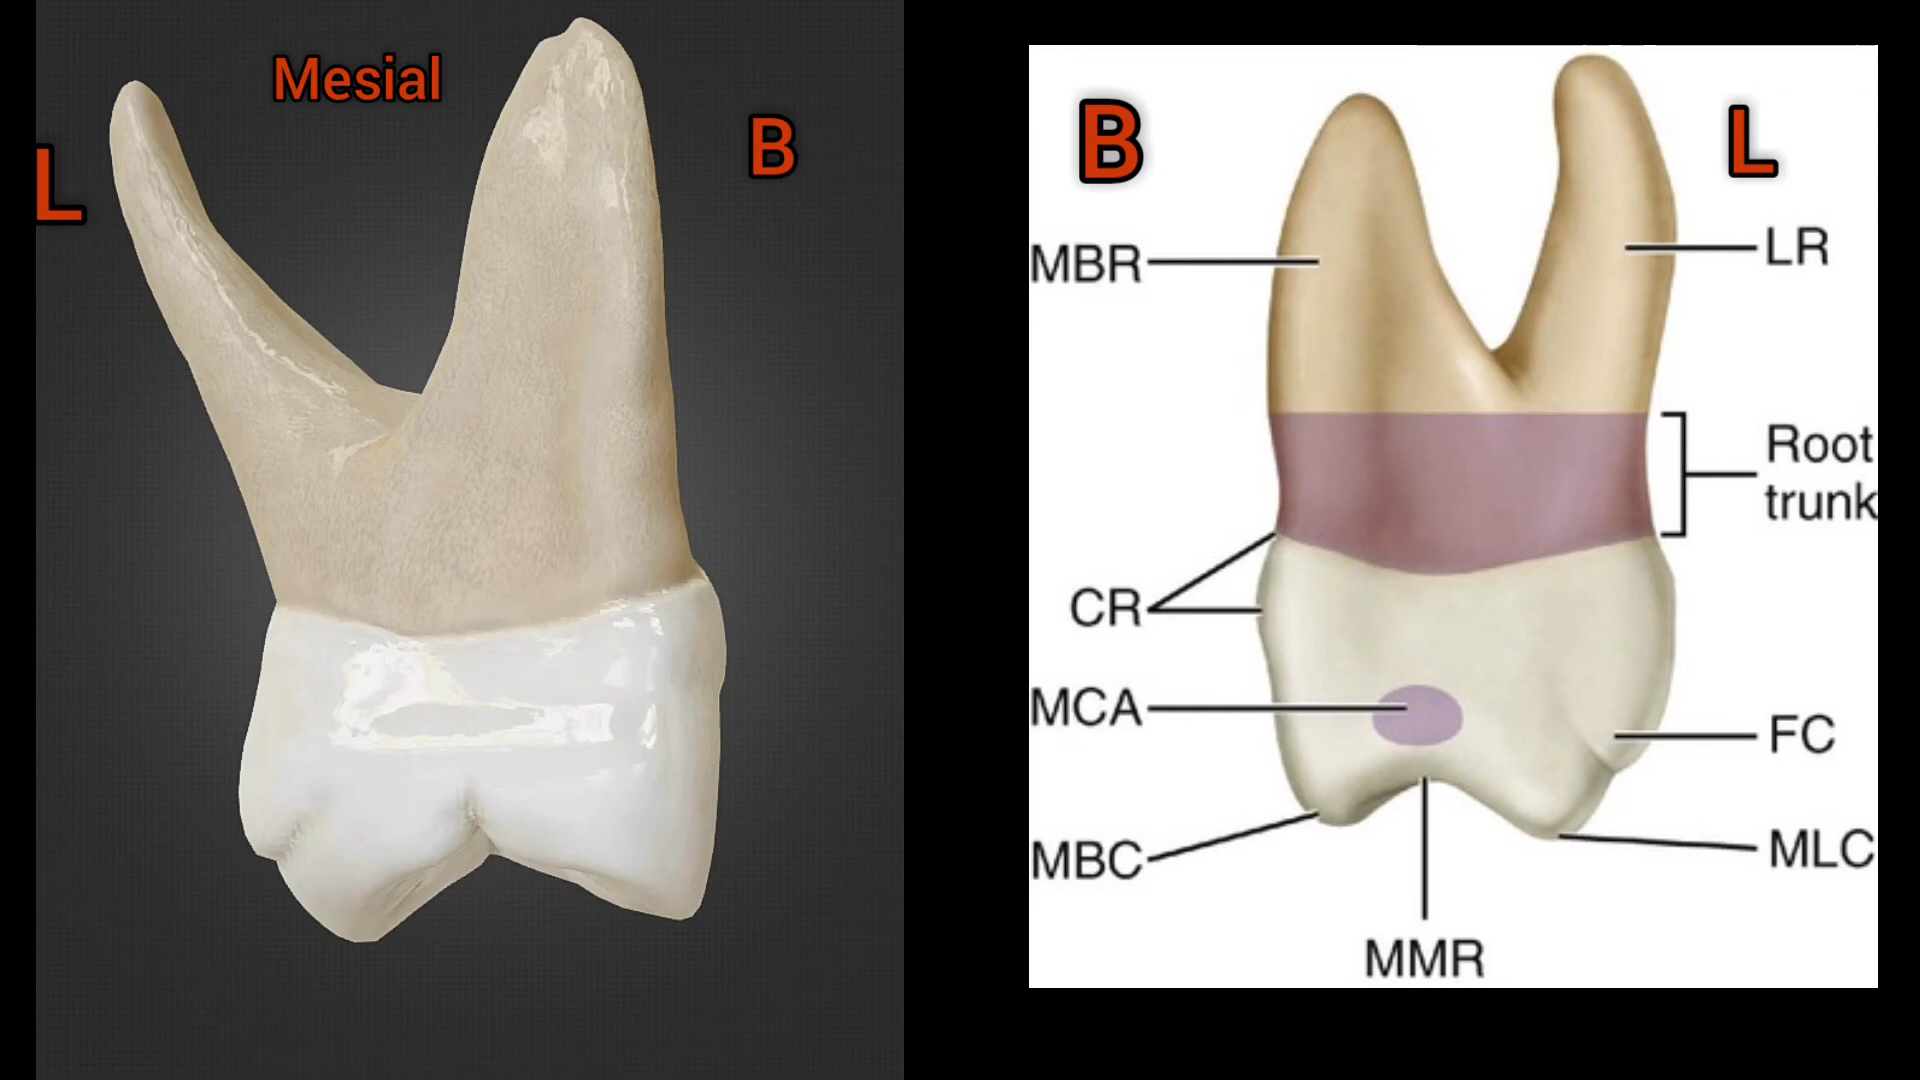 Mesial
L
B
B
L
MBR
LR
Root
trunk
CR
MCA
FC
MBC
MLC
MMR